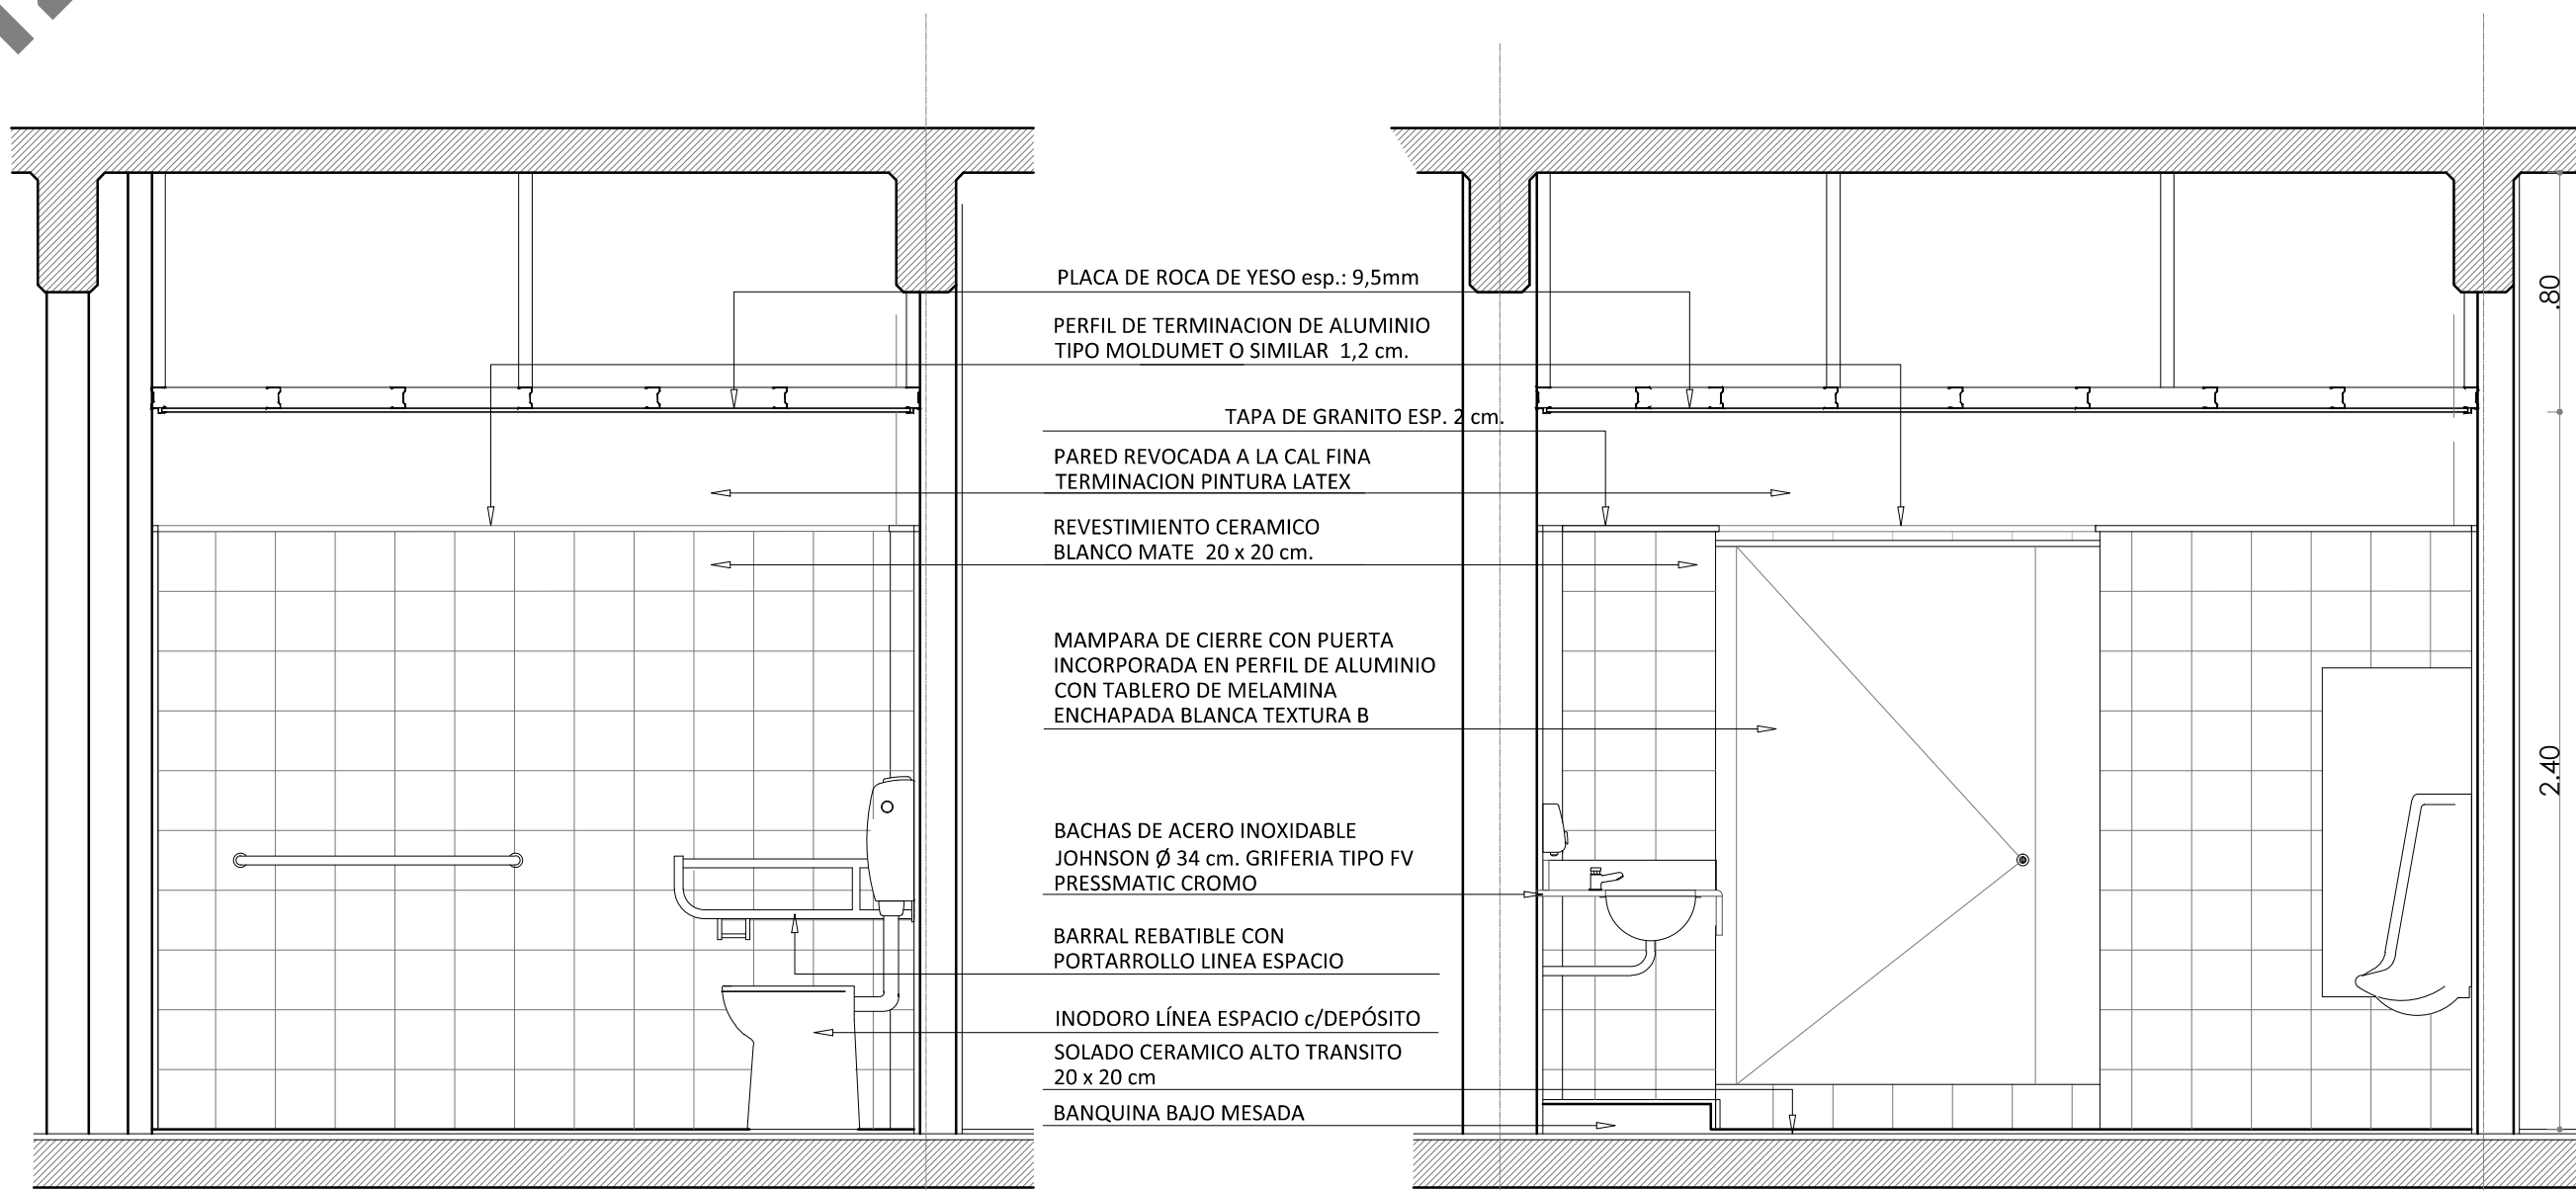 PLACA DE ROCA DE YESO esp.: 9,5mm
PERFIL DE TERMINACION DE ALUMINIO
TIPO MOLDUMET O SIMILAR 1,2 cm.
TAPA DE GRANITO ESP. 2 cm.
PARED REVOCADA A LA CAL FINA
TERMINACION PINTURA LATEX
REVESTIMIENTO CERAMICO
BLANCO MATE 20 x 20 cm.
MAMPARA DE CIERRE CON PUERTA
INCORPORADA EN PERFIL DE ALUMINIO
CON TABLERO DE MELAMINA
ENCHAPADA BLANCA TEXTURA B
BACHAS DE ACERO INOXIDABLE
JOHNSON Ø 34 cm. GRIFERIA TIPO FV
PRESSMATIC CROMO
BARRAL REBATIBLE CON
PORTARROLLO LINEA ESPACIO
INODORO LÍNEA ESPACIO c/DEPÓSITO
SOLADO CERAMICO ALTO TRANSITO
20 x 20 cm
BANQUINA BAJO MESADA
.80
2.40